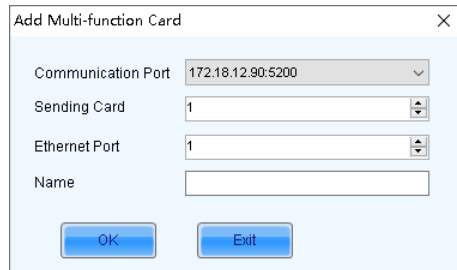 Add Multi-function Card
Communication Port 172.18.12.90:5200
Sending Card 1
Ethernet Port 1
Name
OK Exit